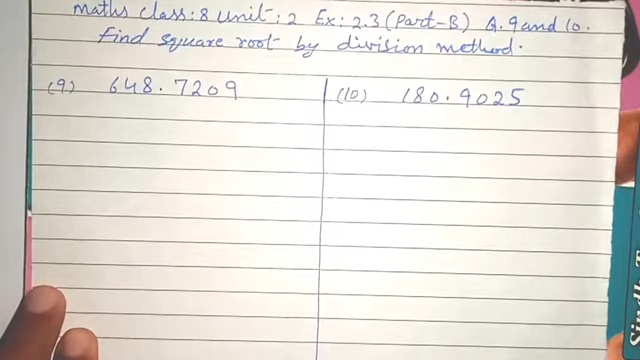 Maths Class: 8 Unit: 2 Ex: 2.3 (Part-B) Q. 9 and 10.
Find square root by division method.
(9) 648.7209
(10) 180.9025